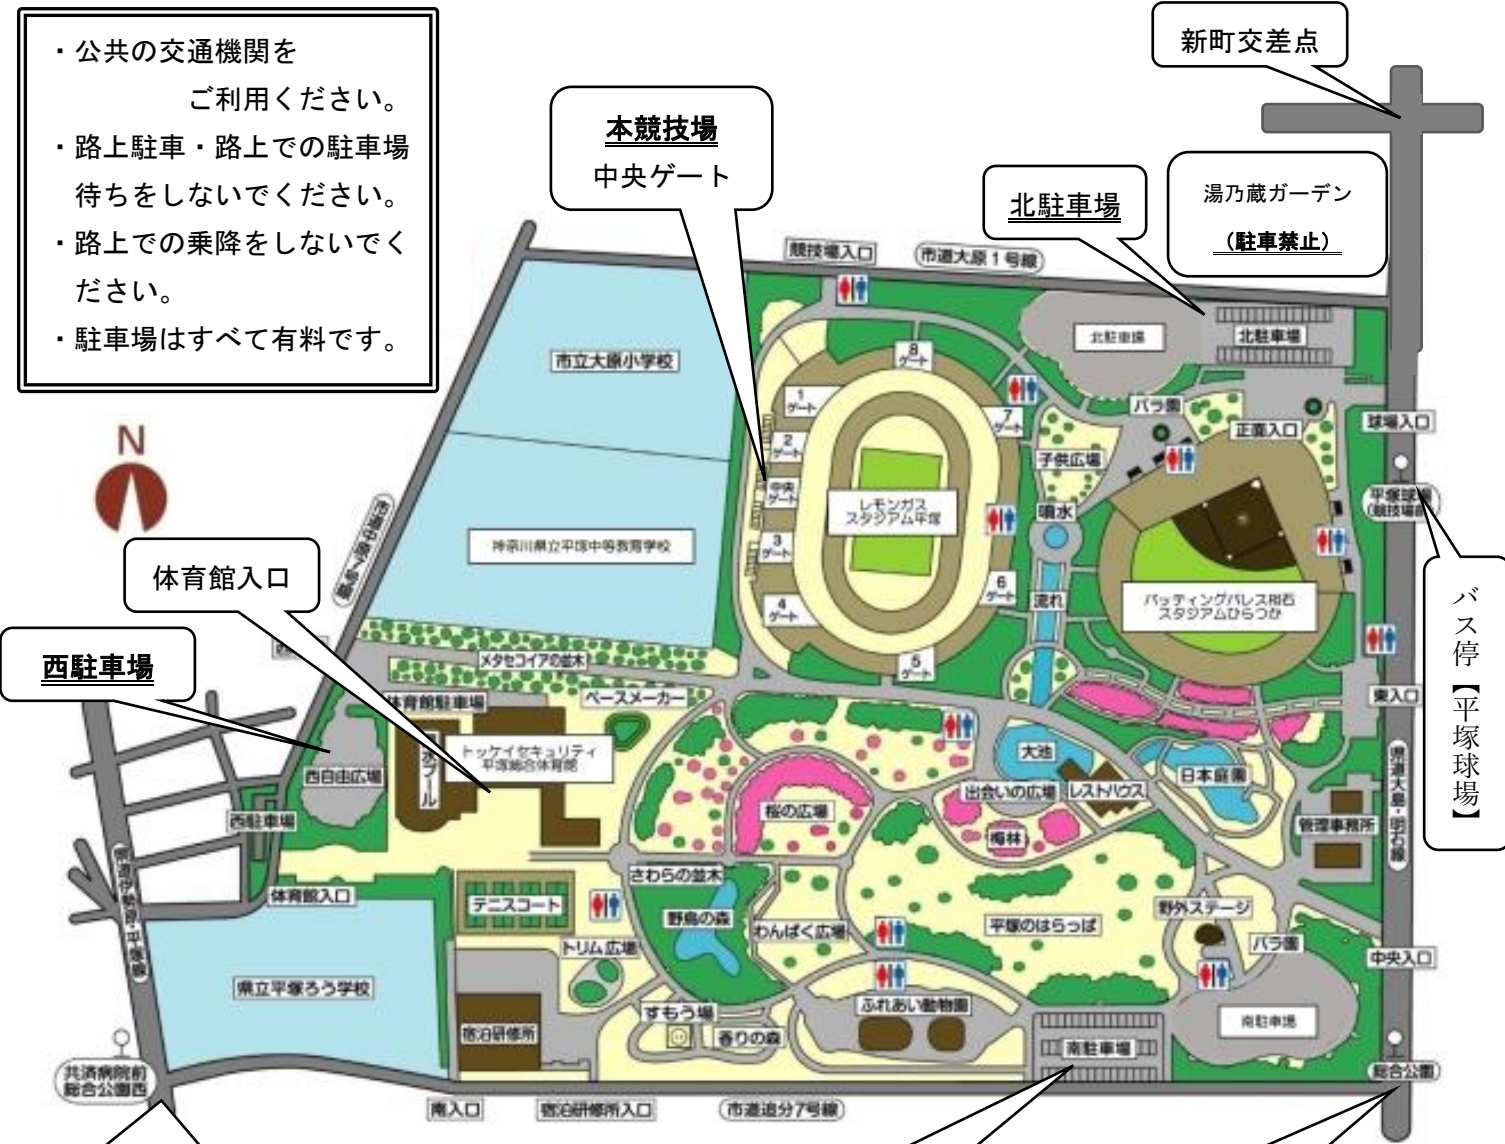 ・公共の交通機関を
ご利用ください。
・路上駐車・路上での駐車場
待ちをしないでください。
・路上での乗降をしないでく
ださい。
・駐車場はすべて有料です。
新町交差点
本競技場
中央ゲート
北駐車場
湯乃蔵ガーデン
(駐車禁止)
競技場入口
市道大原1号線
市立大原小学校
8
ゲート
北駐車場
北駐車場
1
ゲート
7
ゲート
バラ園
球場入口
正面入口
N
2
ゲート
子供広場
中央
ゲート
レモンガス
スタジアム平塚
平塚球場
噴水
市道中原7号線
神奈川県立平塚中等教育学校
3
ゲート
体育館入口
6
ゲート
流れ
バッティングパレス相石
スタジアムひらつか
4
ゲート
バス停【平塚球場】
西駐車場
メタセコイアの並木
5
ゲート
体育館駐車場
ペースメーカー
東入口
トッケイセキュリティ
平塚総合体育館
大池
西自由広場
プール
日本庭園
出会いの広場
レストハウス
県道大島・明石線
西駐車場
桜の広場
梅林
管理事務所
さわらの並木
体育館入口
テニスコート
野鳥の森
わんぱく広場
平塚のはらっぱ
野外ステージ
県道伊勢原・平塚線
トリム広場
バラ園
中央入口
県立平塚ろう学校
すもう場
ふれあい動物園
宿泊研修所
香りの森
南駐車場
南駐車場
共済病院前
総合公園西
総合公園
南入口
宿泊研修所入口
市道追分7号線